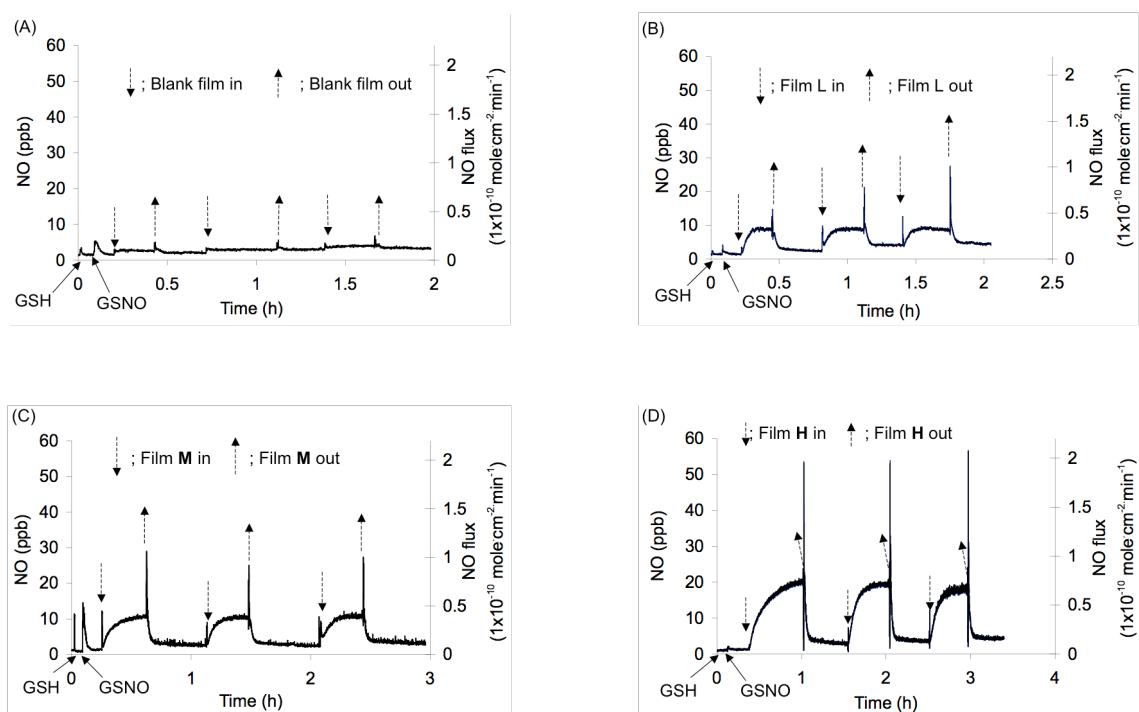 (A)
60
50
40
30
20
10
0
NO (ppb)
; Blank film in
; Blank film out
2
1.5
1
0.5
0
NO flux
(1x10⁻¹⁰ mole·cm⁻²·min⁻¹)
0
0.5
1
1.5
2
GSH
GSNO
Time (h)
(B)
60
50
40
30
20
10
0
NO (ppb)
; Film L in
; Film L out
2
1.5
1
0.5
0
NO flux
(1x10⁻¹⁰ mole·cm⁻²·min⁻¹)
0
0.5
1
1.5
2
2.5
GSH
GSNO
Time (h)
(C)
60
50
40
30
20
10
0
NO (ppb)
; Film M in
; Film M out
2
1.5
1
0.5
0
NO flux
(1x10⁻¹⁰ mole·cm⁻²·min⁻¹)
0
1
2
3
GSH
GSNO
Time (h)
(D)
60
50
40
30
20
10
0
NO (ppb)
; Film H in
; Film H out
2
1.5
1
0.5
0
NO flux
(1x10⁻¹⁰ mole·cm⁻²·min⁻¹)
0
1
2
3
4
GSH
GSNO
Time (h)